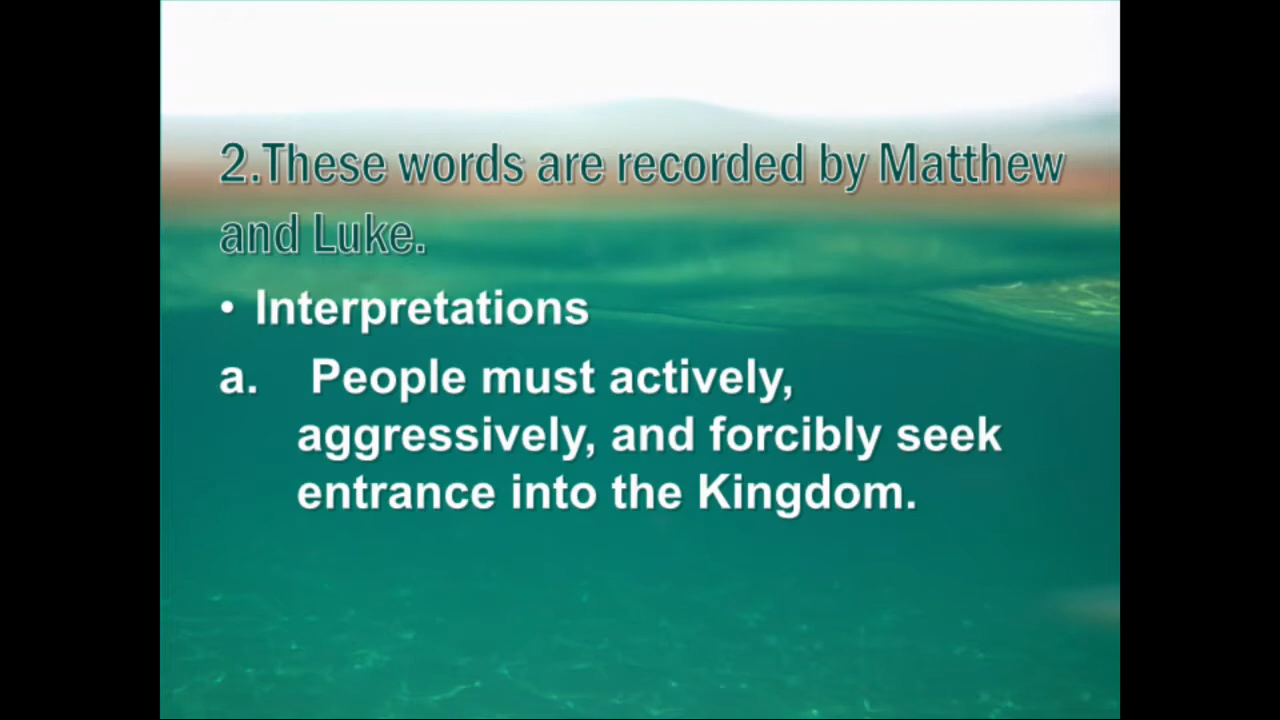 2.These words are recorded by Matthew
and Luke.
• Interpretations
a. People must actively,
aggressively, and forcibly seek
entrance into the Kingdom.